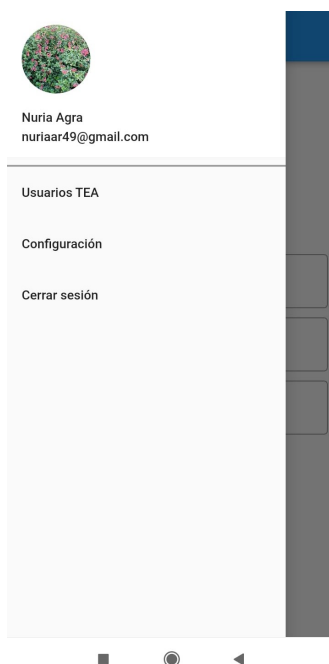 Nuria Agra
nuriaar49@gmail.com
Usuarios TEA
Configuración
Cerrar sesión